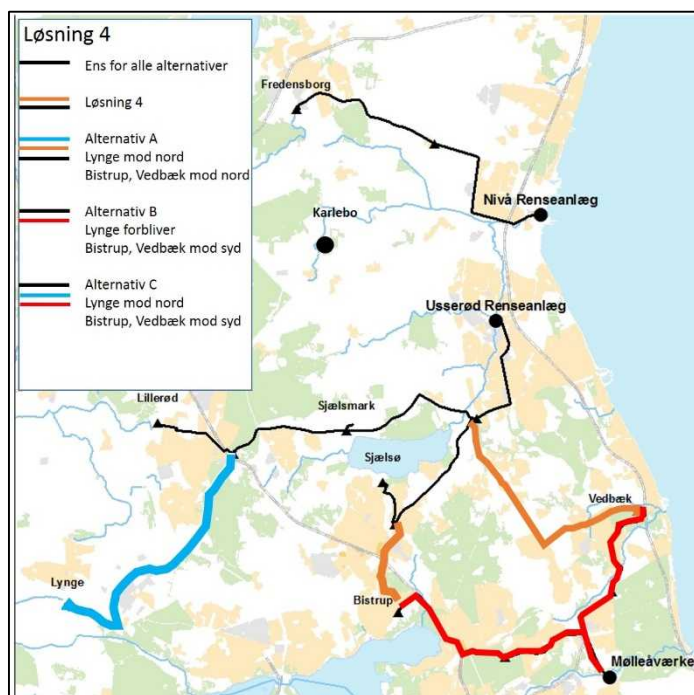 Løsning 4
Ens for alle alternativer
Løsning 4
Alternativ A
Lynge mod nord
Bistrup, Vedbæk mod nord
Alternativ B
Lynge forbliver
Bistrup, Vedbæk mod syd
Alternativ C
Lynge mod nord
Bistrup, Vedbæk mod syd
Fredensborg
Nivå Renseanlæg
Karlebo
Usserød Renseanlæg
Lillerød
Sjælsmark
Sjælsø
Vedbæk
Lynge
Bistrup
Mølleåværke